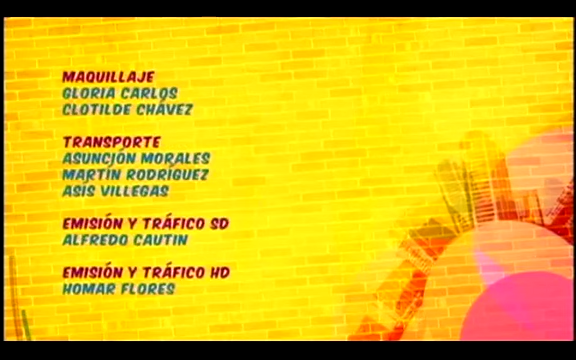 MAQUILLAJE
GLORIA CARLOS
CLOTILDE CHÁVEZ
TRANSPORTE
ASUNCIÓN MORALES
MARTÍN RODRÍGUEZ
ASÍS VILLEGAS
EMISIÓN Y TRÁFICO SD
ALFREDO CAUTIN
EMISIÓN Y TRÁFICO HD
HOMAR FLORES